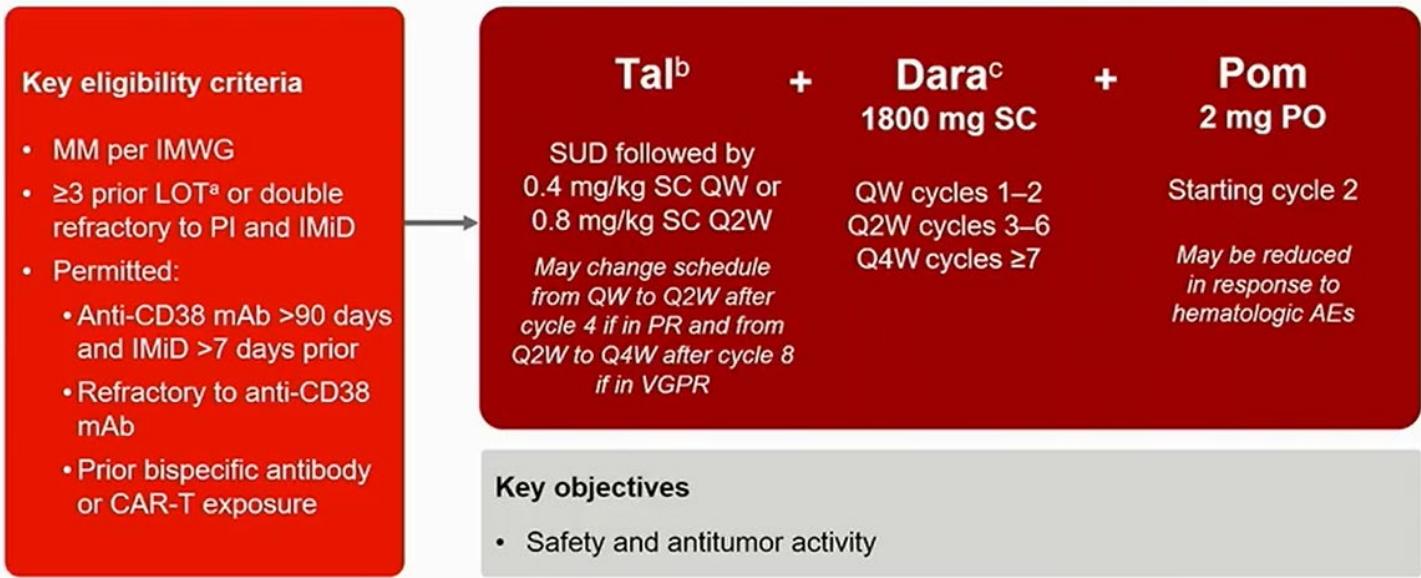 Key eligibility criteria
• MM per IMWG
• ≥3 prior LOTᵃ or double
refractory to PI and IMiD
• Permitted:
• Anti-CD38 mAb >90 days
and IMiD >7 days prior
• Refractory to anti-CD38
mAb
• Prior bispecific antibody
or CAR-T exposure
Talᵇ
SUD followed by
0.4 mg/kg SC QW or
0.8 mg/kg SC Q2W
May change schedule
from QW to Q2W after
cycle 4 if in PR and from
Q2W to Q4W after cycle 8
if in VGPR
+
Daraᶜ
1800 mg SC
QW cycles 1–2
Q2W cycles 3–6
Q4W cycles ≥7
+
Pom
2 mg PO
Starting cycle 2
May be reduced
in response to
hematologic AEs
Key objectives
• Safety and antitumor activity